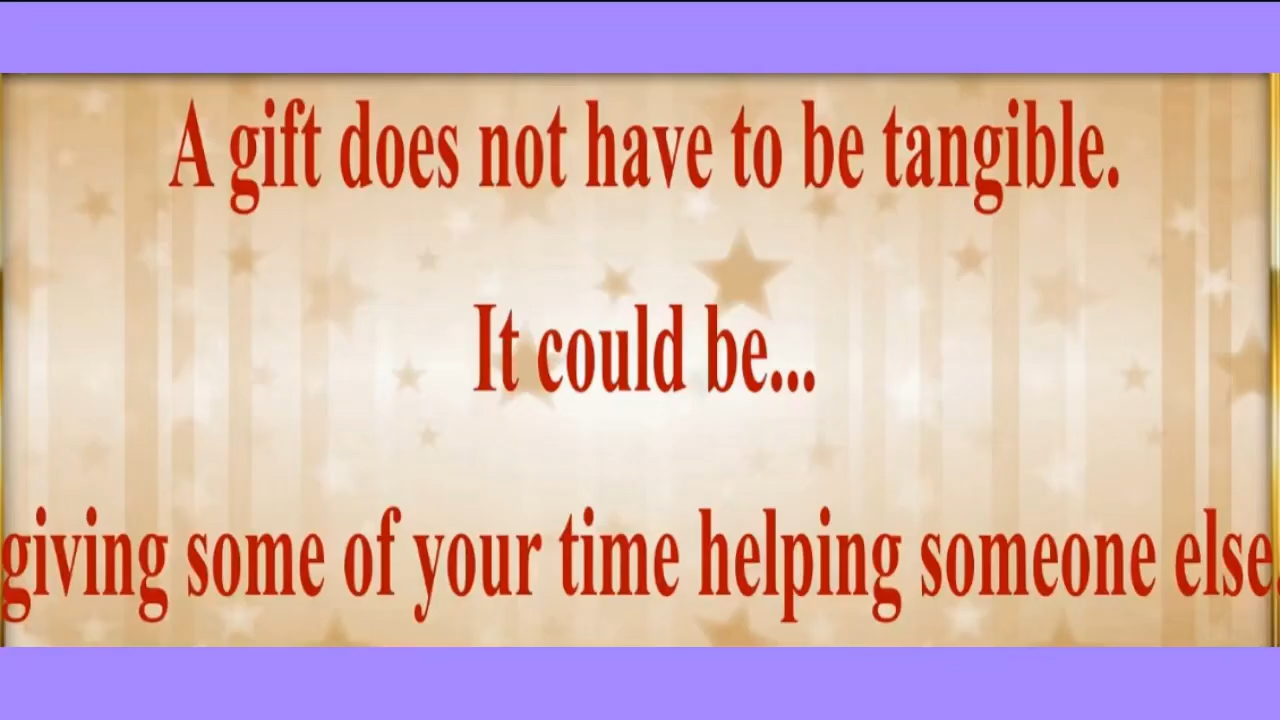 A gift does not have to be tangible.
It could be...
giving some of your time helping someone else.